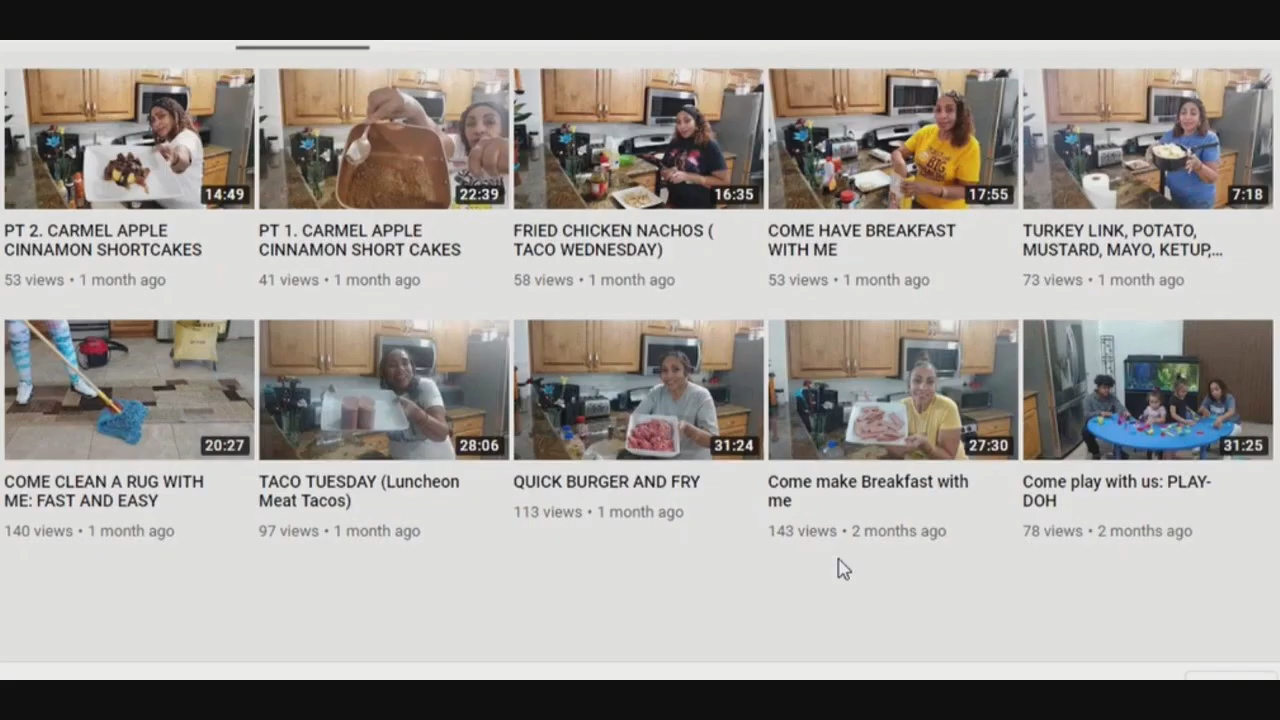 14:49
22:39
16:35
17:55
7:18
PT 2. CARMEL APPLE
CINNAMON SHORTCAKES
53 views • 1 month ago
PT 1. CARMEL APPLE
CINNAMON SHORT CAKES
41 views • 1 month ago
FRIED CHICKEN NACHOS (
TACO WEDNESDAY)
58 views • 1 month ago
COME HAVE BREAKFAST
WITH ME
53 views • 1 month ago
TURKEY LINK, POTATO,
MUSTARD, MAYO, KETUP,...
73 views • 1 month ago
20:27
28:06
31:24
27:30
31:25
COME CLEAN A RUG WITH
ME: FAST AND EASY
140 views • 1 month ago
TACO TUESDAY (Luncheon
Meat Tacos)
97 views • 1 month ago
QUICK BURGER AND FRY
113 views • 1 month ago
Come make Breakfast with
me
143 views • 2 months ago
Come play with us: PLAY-
DOH
78 views • 2 months ago